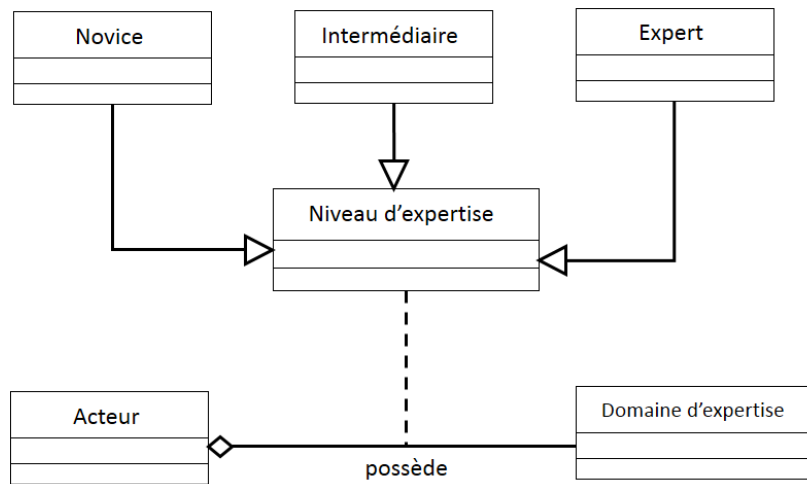 Novice
Intermédiaire
Expert
Niveau d'expertise
Acteur
Domaine d'expertise
possède